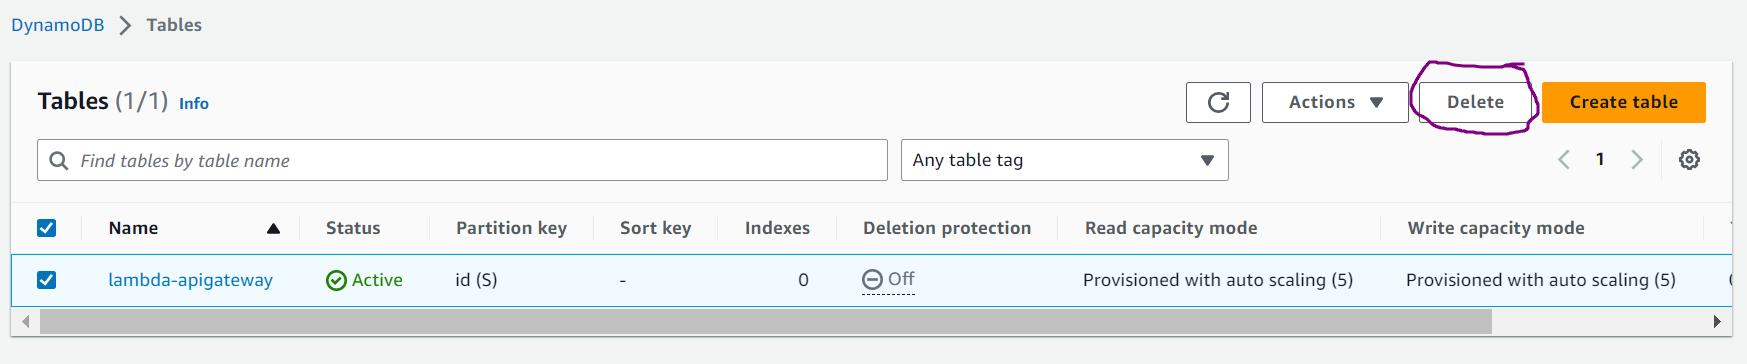 DynamoDB > Tables
Tables (1/1) Info Actions Delete Create table
Find tables by table name Any table tag 1
Name Status Partition key Sort key Indexes Deletion protection Read capacity mode Write capacity mode
lambda-apigateway Active id (S) - 0 Off Provisioned with auto scaling (5) Provisioned with auto scaling (5)